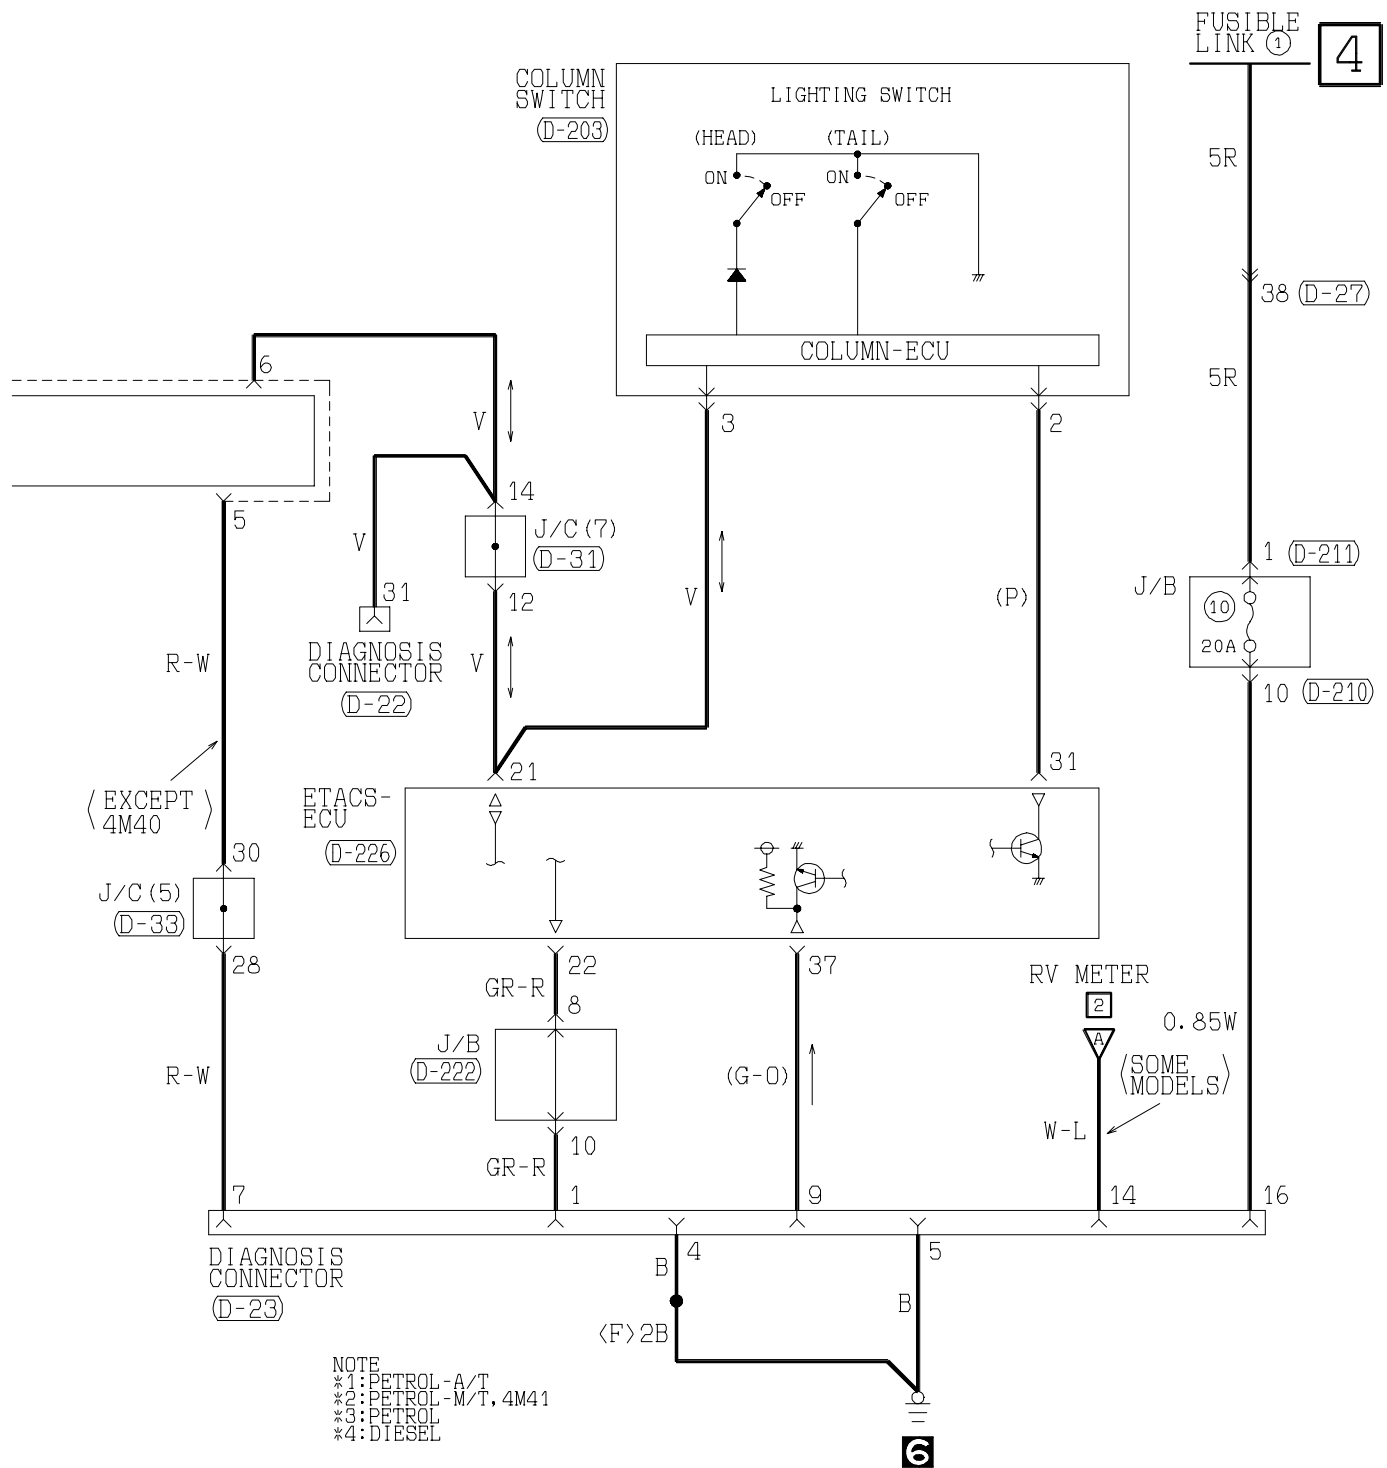 FUSIBLE
LINK 1
4
COLUMN
SWITCH
D-203
LIGHTING SWITCH
(HEAD)
(TAIL)
ON
OFF
ON
OFF
5R
38 D-27
COLUMN-ECU
6
5R
V
3
2
14
5
J/C(7)
D-31
V
31
12
1 D-211
J/B
10
20A
V
(P)
DIAGNOSIS
CONNECTOR
D-22
R-W
V
10 D-210
21
31
EXCEPT
4M40
ETACS-
ECU
D-226
30
J/C(5)
D-33
28
22
37
GR-R
8
RV METER
2
A
0.85W
J/B
D-222
R-W
(G-O)
SOME
MODELS
W-L
10
GR-R
7
1
9
14
16
DIAGNOSIS
CONNECTOR
D-23
4
5
B
B
〈F〉2B
NOTE
*1:PETROL-A/T
*2:PETROL-M/T,4M41
*3:PETROL
*4:DIESEL
6